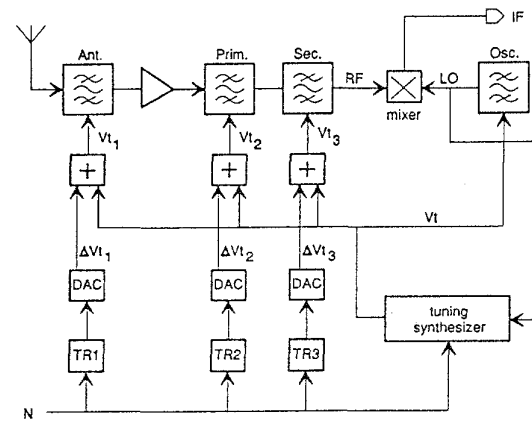 IF
Ant.
Prim.
Sec.
Osc.
RF
LO
mixer
Vt1
Vt2
Vt3
+
+
+
Vt
ΔVt1
ΔVt2
ΔVt3
DAC
DAC
DAC
tuning
synthesizer
TR1
TR2
TR3
N